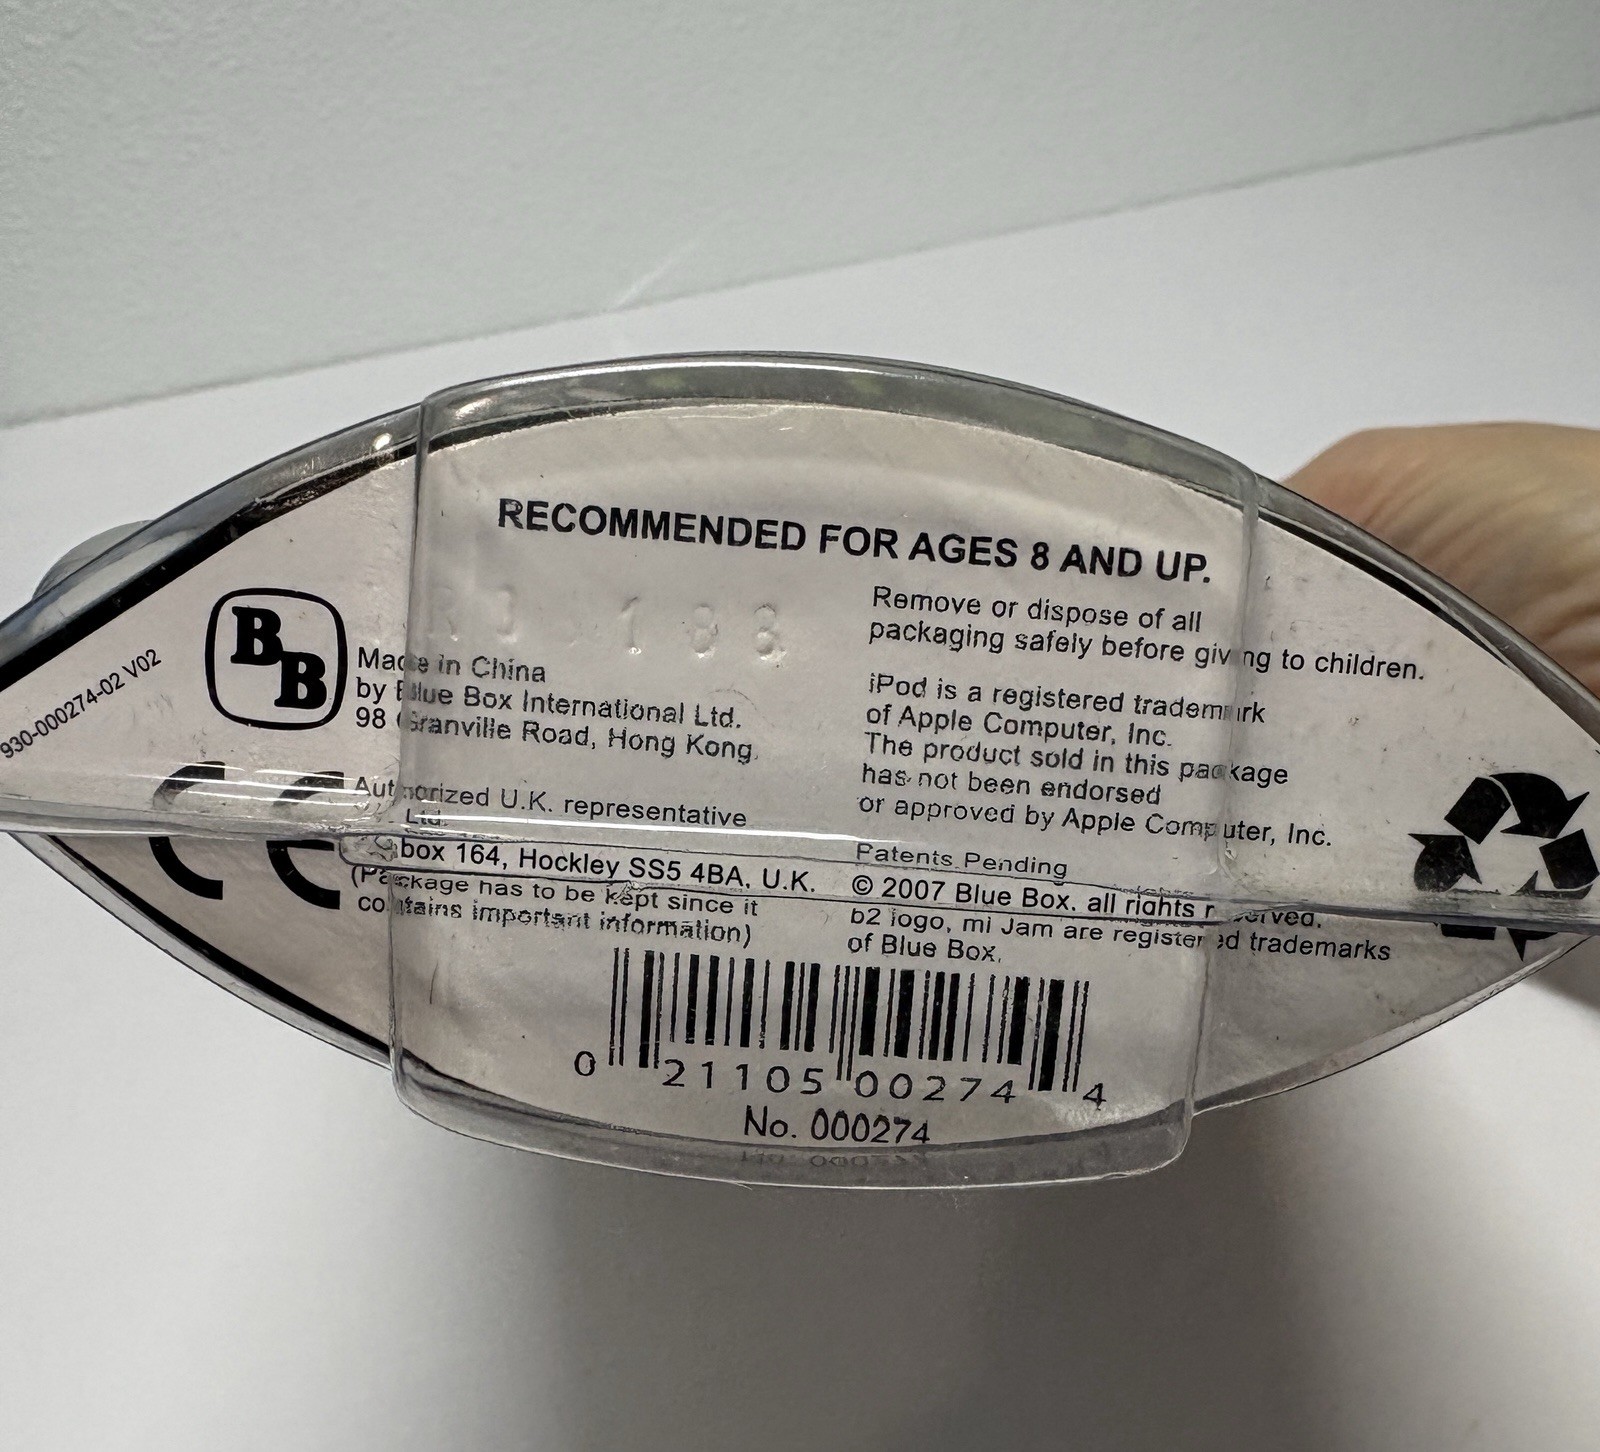 RECOMMENDED FOR AGES 8 AND UP.
930-000274-02 V02
BB
Made in China
by Blue Box International Ltd.
98 Granville Road, Hong Kong.
CE
Authorized U.K. representative
Ltd.
box 164, Hockley SS5 4BA, U.K.
(Package has to be kept since it
contains important information)
Remove or dispose of all
packaging safely before giving to children.
iPod is a registered trademark
of Apple Computer, Inc.
The product sold in this package
has not been endorsed
or approved by Apple Computer, Inc.
Patents Pending
© 2007 Blue Box. all rights reserved.
b2 logo, mi Jam are registered trademarks
of Blue Box.
0 21105 00274 4
No. 000274